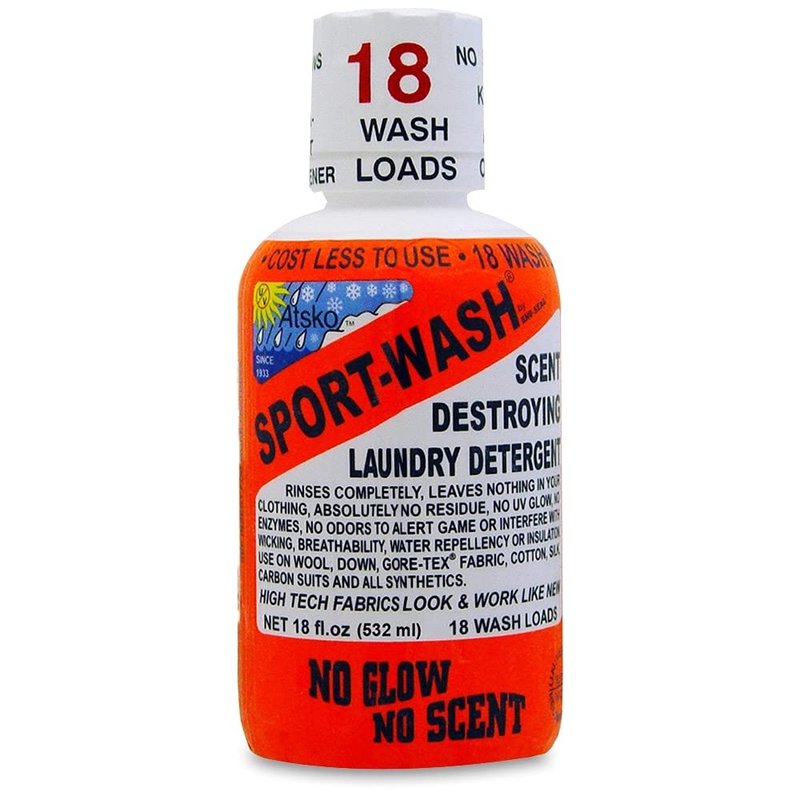 18
NO
WASH
LOADS
• COST LESS TO USE • 18 WASH
Atsko™
SINCE
1933
SPORT-WASH®
by SNO-SEAL
SCENT
DESTROYING
LAUNDRY DETERGENT
RINSES COMPLETELY, LEAVES NOTHING IN YOUR
CLOTHING, ABSOLUTELY NO RESIDUE, NO UV GLOW, NO
ENZYMES, NO ODORS TO ALERT GAME OR INTERFERE WITH
WICKING, BREATHABILITY, WATER REPELLENCY OR INSULATION.
USE ON WOOL, DOWN, GORE-TEX® FABRIC, COTTON, SILK,
CARBON SUITS AND ALL SYNTHETICS.
HIGH TECH FABRICS LOOK & WORK LIKE NEW
NET 18 fl.oz (532 ml) 18 WASH LOADS
NO GLOW
NO SCENT